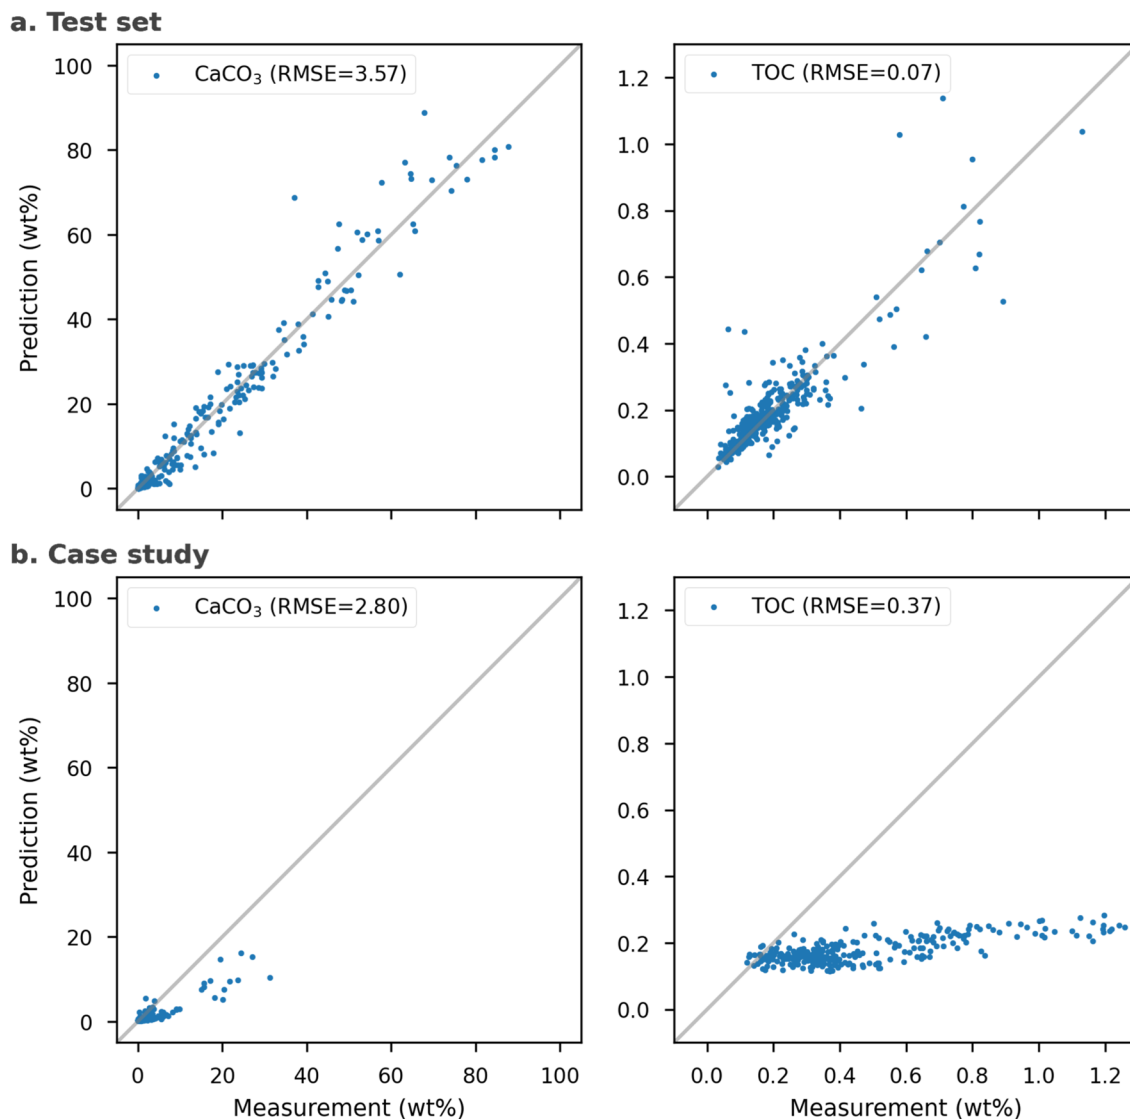 a. Test set
CaCO₃ (RMSE=3.57)
TOC (RMSE=0.07)
100
80
60
40
20
0
Prediction (wt%)
1.2
1.0
0.8
0.6
0.4
0.2
0.0
b. Case study
CaCO₃ (RMSE=2.80)
TOC (RMSE=0.37)
100
80
60
40
20
0
Prediction (wt%)
1.2
1.0
0.8
0.6
0.4
0.2
0.0
0 20 40 60 80 100
0.0 0.2 0.4 0.6 0.8 1.0 1.2
Measurement (wt%)
Measurement (wt%)